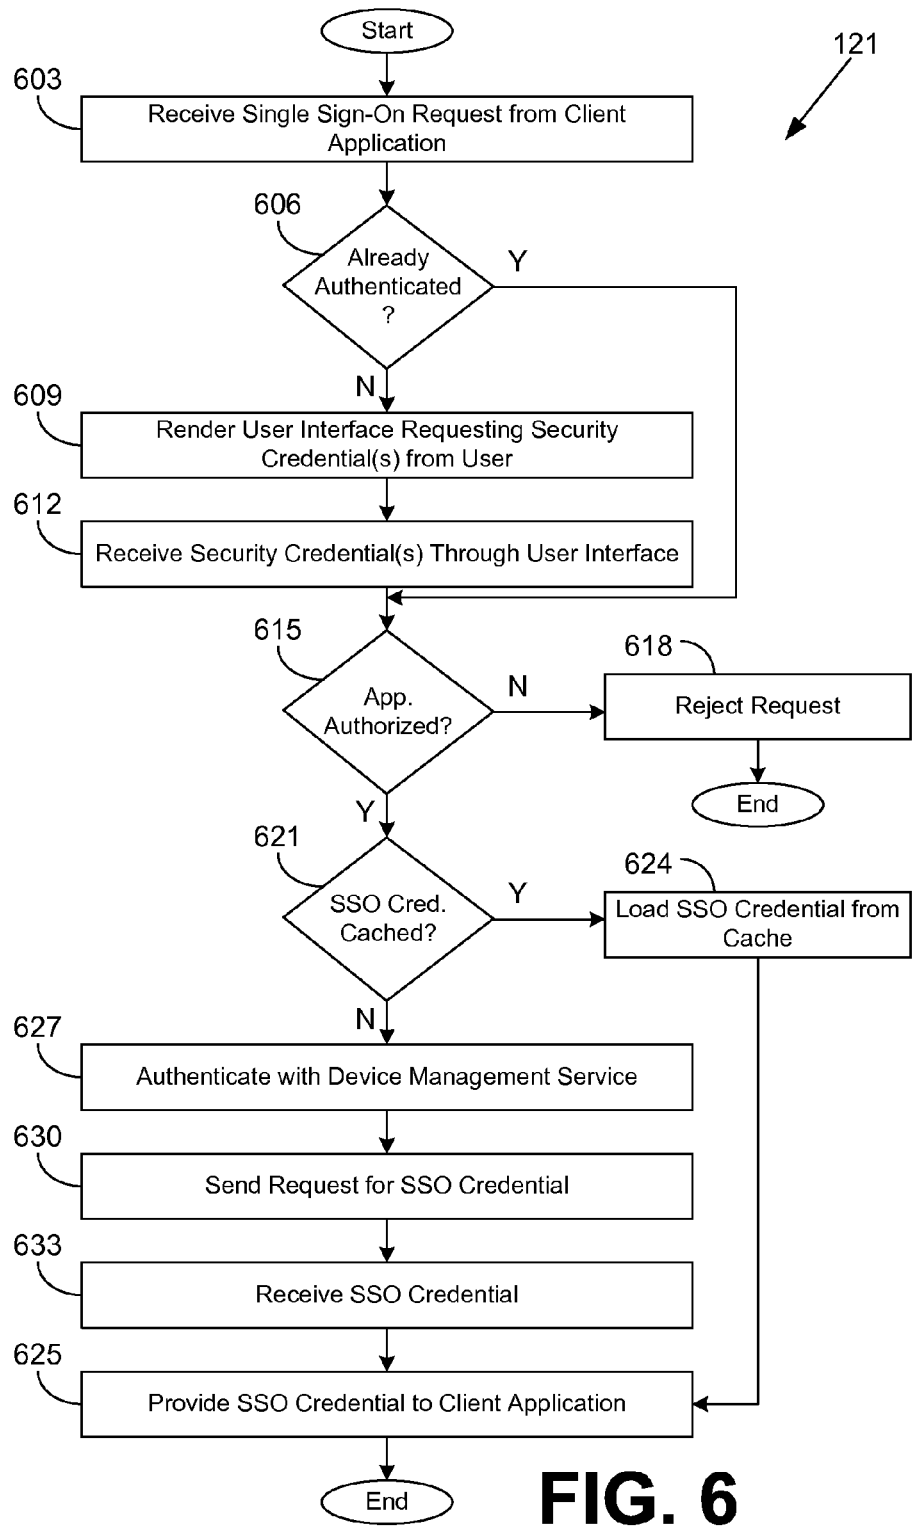 Start
121
603
Receive Single Sign-On Request from Client
Application
606
Already
Authenticated
?
Y
N
609
Render User Interface Requesting Security
Credential(s) from User
612
Receive Security Credential(s) Through User Interface
615
App.
Authorized?
N
618
Reject Request
End
Y
621
SSO Cred.
Cached?
Y
624
Load SSO Credential from
Cache
N
627
Authenticate with Device Management Service
630
Send Request for SSO Credential
633
Receive SSO Credential
625
Provide SSO Credential to Client Application
End
FIG. 6